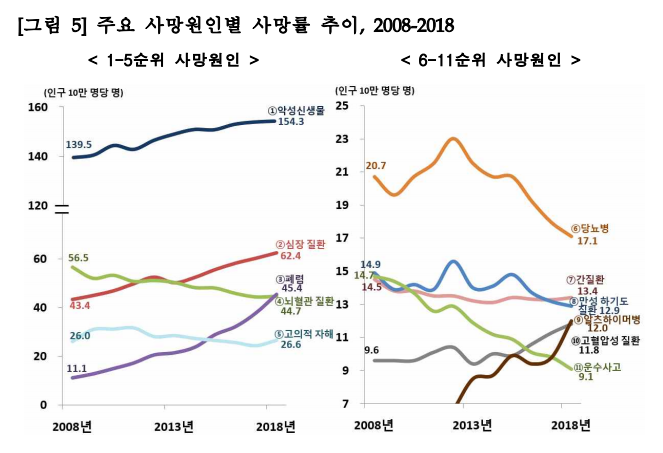 [그림 5] 주요 사망원인별 사망률 추이, 2008-2018
< 1-5순위 사망원인 >
(인구 10만 명당 명)
160
140
120
60
40
20
0
139.5
①악성신생물
154.3
56.5
43.4
26.0
11.1
②심장 질환
62.4
③폐렴
45.4
④뇌혈관 질환
44.7
⑤고의적 자해
26.6
2008년 2013년 2018년
< 6-11순위 사망원인 >
(인구 10만 명당 명)
25
23
21
19
17
15
13
11
9
7
20.7
⑥당뇨병
17.1
14.9
14.7
14.5
9.6
⑦간질환
13.4
⑧만성 하기도
질환 12.9
⑨알츠하이머병
12.0
⑩고혈압성 질환
11.8
⑪운수사고
9.1
2008년 2013년 2018년